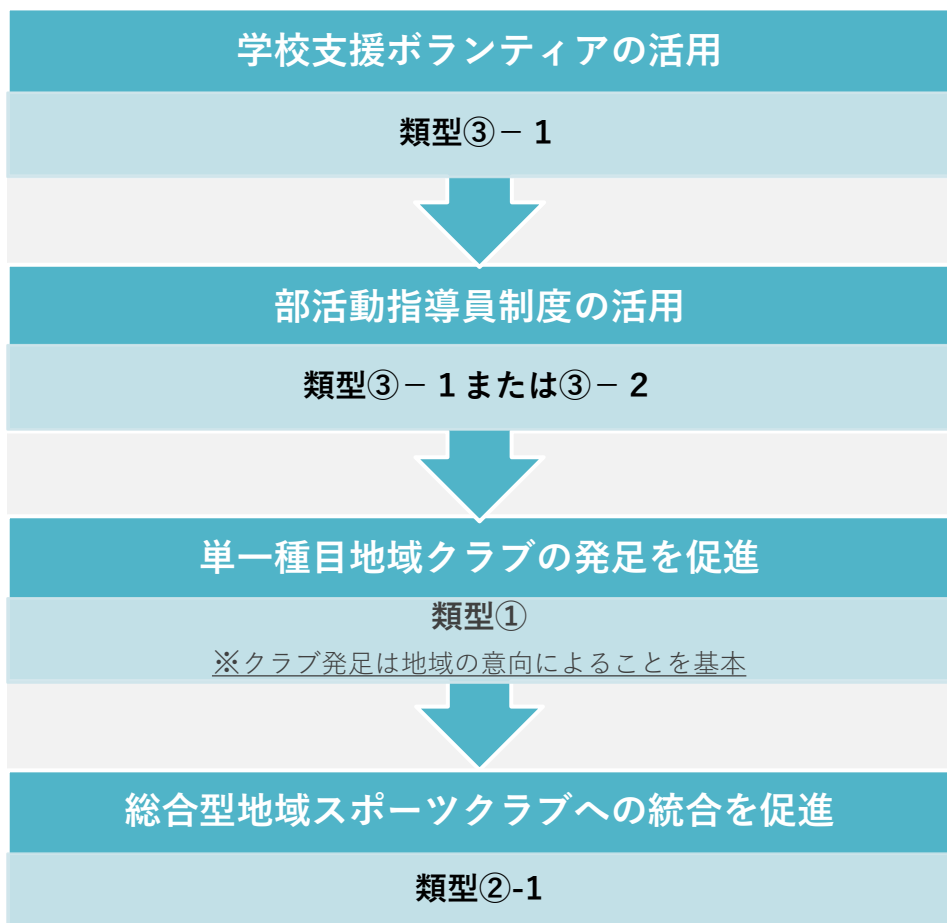 学校支援ボランティアの活用
類型③－１
部活動指導員制度の活用
類型③－１または③－２
単一種目地域クラブの発足を促進
類型①
※クラブ発足は地域の意向によることを基本
総合型地域スポーツクラブへの統合を促進
類型②-1